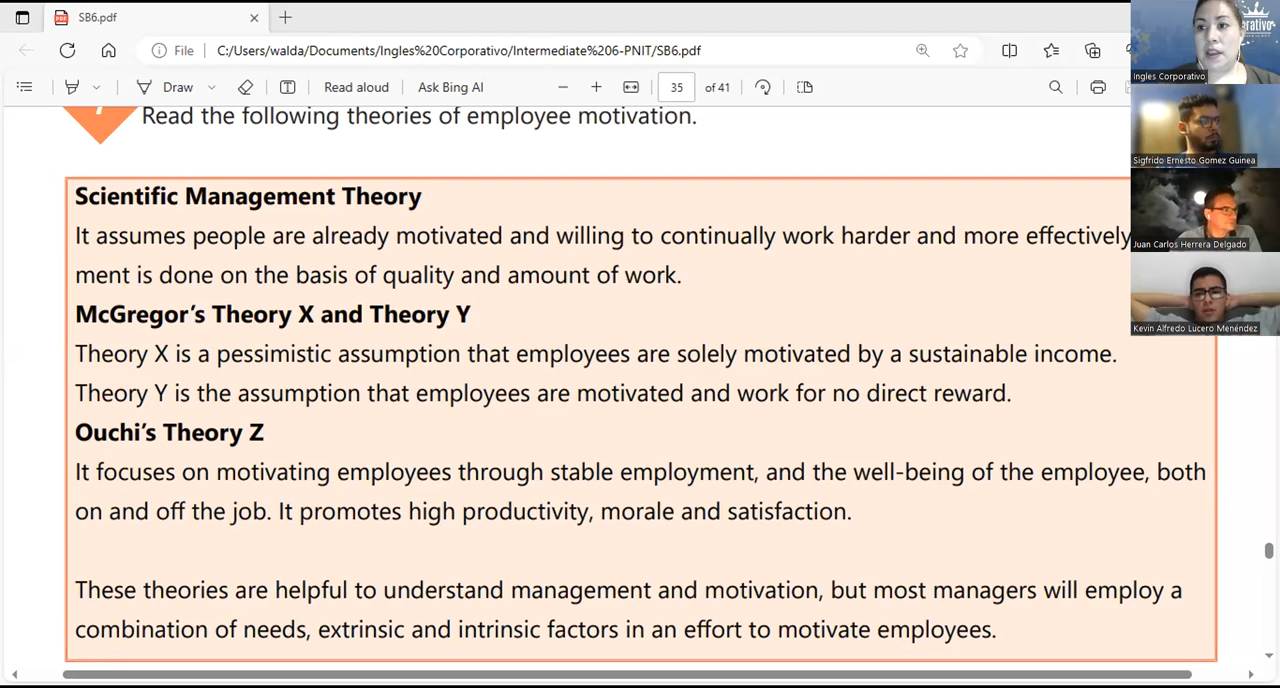 SB6.pdf
File C:/Users/walda/Documents/Ingles%20Corporativo/Intermediate%206-PNIT/SB6.pdf
Draw Read aloud Ask Bing AI 35 of 41
Read the following theories of employee motivation.
Scientific Management Theory
It assumes people are already motivated and willing to continually work harder and more effectively
ment is done on the basis of quality and amount of work.
McGregor's Theory X and Theory Y
Theory X is a pessimistic assumption that employees are solely motivated by a sustainable income.
Theory Y is the assumption that employees are motivated and work for no direct reward.
Ouchi's Theory Z
It focuses on motivating employees through stable employment, and the well-being of the employee, both
on and off the job. It promotes high productivity, morale and satisfaction.
These theories are helpful to understand management and motivation, but most managers will employ a
combination of needs, extrinsic and intrinsic factors in an effort to motivate employees.
Ingles Corporativo
Sigfrido Ernesto Gomez Guinea
Juan Carlos Herrera Delgado
Kevin Alfredo Lucero Menéndez